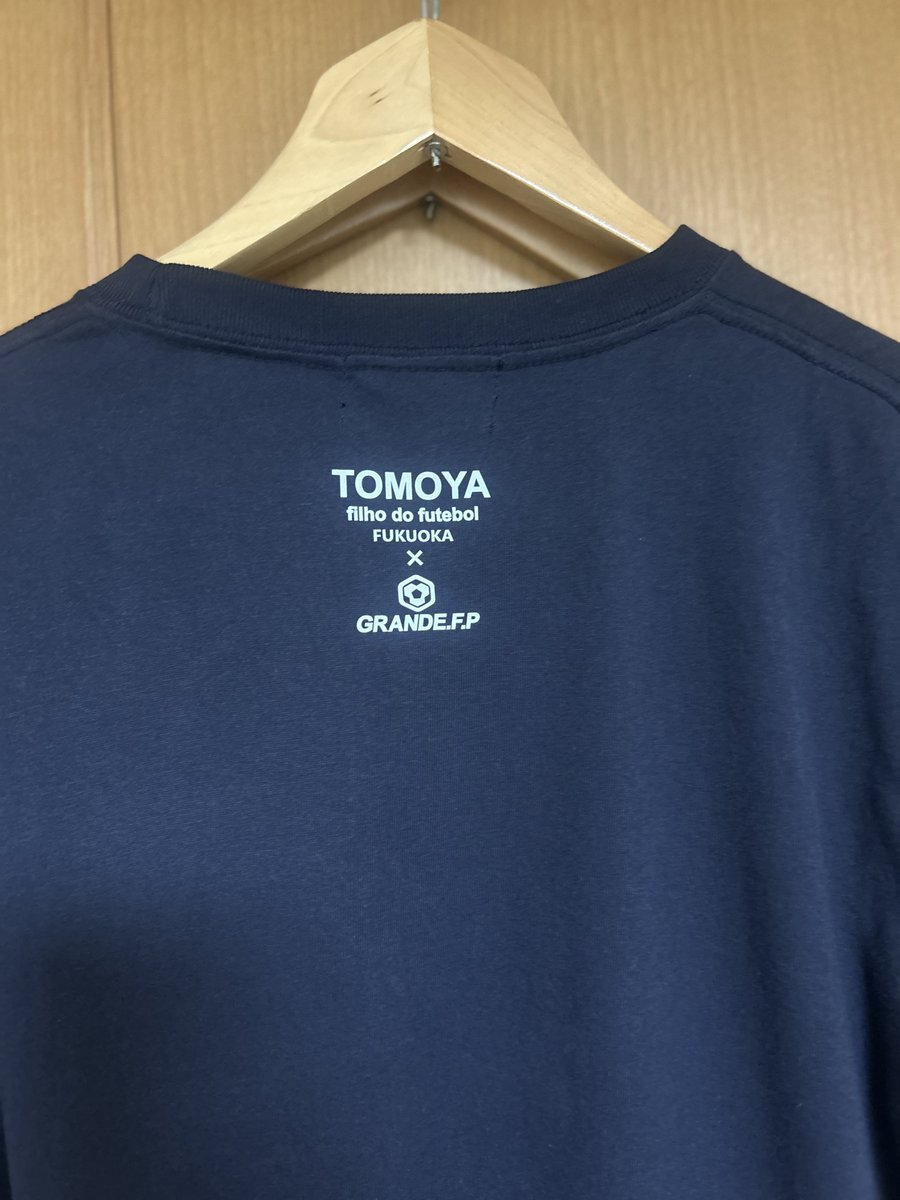 TOMOYA
filho do futebol
FUKUOKA
×
GRANDE.F.P